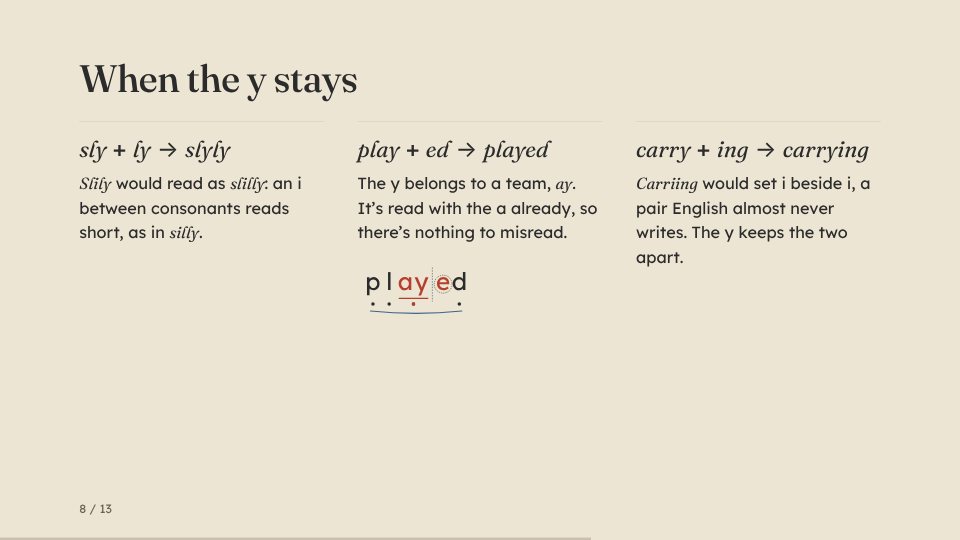 When the y stays
sly + ly → slyly
Slily would read as slilly: an i
between consonants reads
short, as in silly.
play + ed → played
The y belongs to a team, ay.
It’s read with the a already, so
there’s nothing to misread.
played
carry + ing → carrying
Carriing would set i beside i, a
pair English almost never
writes. The y keeps the two
apart.
8 / 13